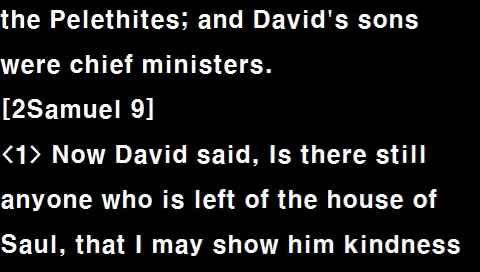 the Pelethites; and David's sons
were chief ministers.
[2Samuel 9]
<1> Now David said, Is there still
anyone who is left of the house of
Saul, that I may show him kindness